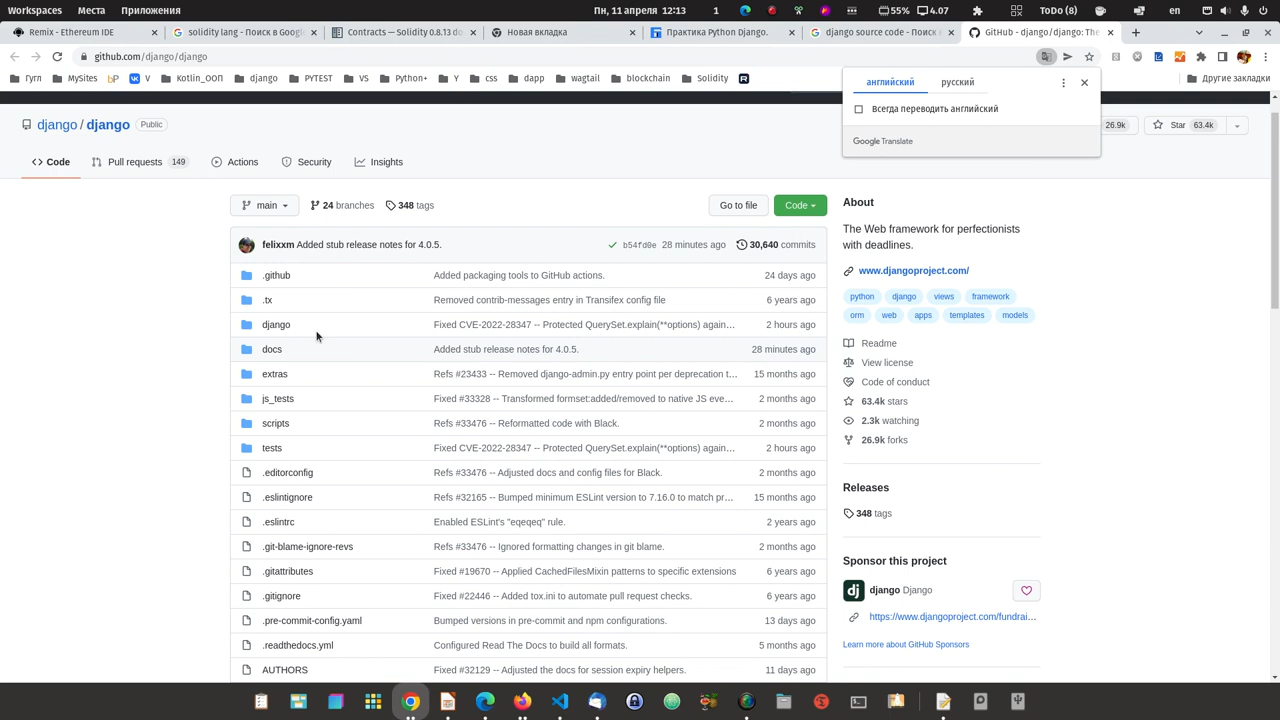 Workspaces Места Приложения Пн, 11 апреля 12:13 1 55% 4.07 ToDo (8) en
Remix - Ethereum IDE solidity lang - Поиск в Goog Contracts — Solidity 0.8.13 do Новая вкладка Практика Python Django. django source code - Поиск в GitHub - django/django: The
github.com/django/django
Гугл MySites V Kotlin_ООП django PYTEST VS Python+ Y css dapp wagtail blockchain Solidity Другие закладки
английский русский
Всегда переводить английский
Google Translate
django / django Public 26.9k Star 63.4k
Code Pull requests 149 Actions Security Insights
main 24 branches 348 tags Go to file Code
felixxm Added stub release notes for 4.0.5. b54fd0e 28 minutes ago 30,640 commits
.github Added packaging tools to GitHub actions. 24 days ago
.tx Removed contrib-messages entry in Transifex config file 6 years ago
django Fixed CVE-2022-28347 -- Protected QuerySet.explain(**options) again… 2 hours ago
docs Added stub release notes for 4.0.5. 28 minutes ago
extras Refs #23433 -- Removed django-admin.py entry point per deprecation t… 15 months ago
js_tests Fixed #33328 -- Transformed formset:added/removed to native JS eve… 2 months ago
scripts Refs #33476 -- Reformatted code with Black. 2 months ago
tests Fixed CVE-2022-28347 -- Protected QuerySet.explain(**options) again… 2 hours ago
.editorconfig Refs #33476 -- Adjusted docs and config files for Black. 2 months ago
.eslintignore Refs #32165 -- Bumped minimum ESLint version to 7.16.0 to match pr… 15 months ago
.eslintrc Enabled ESLint's "eqeqeq" rule. 2 years ago
.git-blame-ignore-revs Refs #33476 -- Ignored formatting changes in git blame. 2 months ago
.gitattributes Fixed #19670 -- Applied CachedFilesMixin patterns to specific extensions 6 years ago
.gitignore Fixed #22446 -- Added tox.ini to automate pull request checks. 6 years ago
.pre-commit-config.yaml Bumped versions in pre-commit and npm configurations. 13 days ago
.readthedocs.yml Configured Read The Docs to build all formats. 5 months ago
AUTHORS Fixed #32129 -- Adjusted the docs for session expiry helpers. 11 days ago
About
The Web framework for perfectionists
with deadlines.
www.djangoproject.com/
python django views framework
orm web apps templates models
Readme
View license
Code of conduct
63.4k stars
2.3k watching
26.9k forks
Releases
348 tags
Sponsor this project
dj django Django
https://www.djangoproject.com/fundrai…
Learn more about GitHub Sponsors